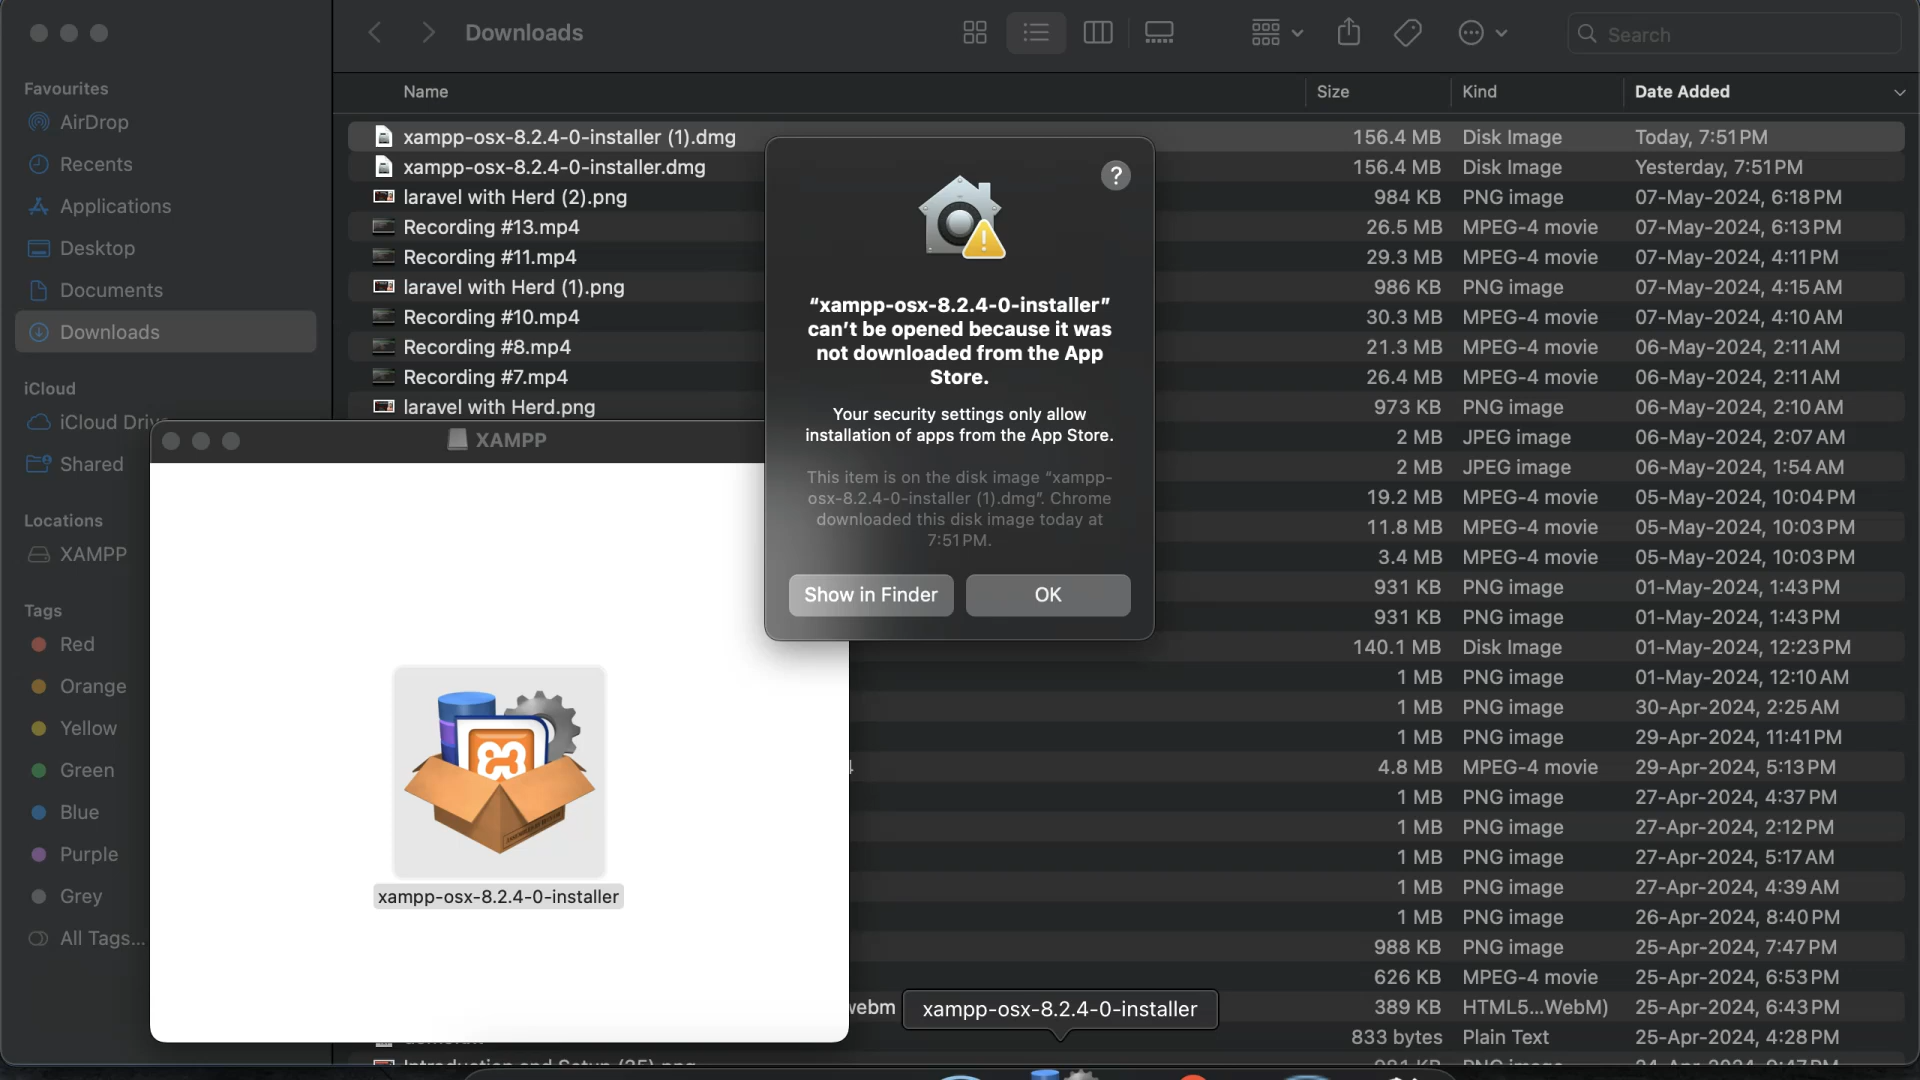 Downloads
Search
Favourites
AirDrop
Recents
Applications
Desktop
Documents
Downloads
iCloud
iCloud Drive
Shared
Locations
XAMPP
Tags
Red
Orange
Yellow
Green
Blue
Purple
Grey
All Tags...
Name Size Kind Date Added
xampp-osx-8.2.4-0-installer (1).dmg 156.4 MB Disk Image Today, 7:51 PM
xampp-osx-8.2.4-0-installer.dmg 156.4 MB Disk Image Yesterday, 7:51 PM
laravel with Herd (2).png 984 KB PNG image 07-May-2024, 6:18 PM
Recording #13.mp4 26.5 MB MPEG-4 movie 07-May-2024, 6:13 PM
Recording #11.mp4 29.3 MB MPEG-4 movie 07-May-2024, 4:11 PM
laravel with Herd (1).png 986 KB PNG image 07-May-2024, 4:15 AM
Recording #10.mp4 30.3 MB MPEG-4 movie 07-May-2024, 4:10 AM
Recording #8.mp4 21.3 MB MPEG-4 movie 06-May-2024, 2:11 AM
Recording #7.mp4 26.4 MB MPEG-4 movie 06-May-2024, 2:11 AM
laravel with Herd.png 973 KB PNG image 06-May-2024, 2:10 AM
2 MB JPEG image 06-May-2024, 2:07 AM
2 MB JPEG image 06-May-2024, 1:54 AM
19.2 MB MPEG-4 movie 05-May-2024, 10:04 PM
11.8 MB MPEG-4 movie 05-May-2024, 10:03 PM
3.4 MB MPEG-4 movie 05-May-2024, 10:03 PM
931 KB PNG image 01-May-2024, 1:43 PM
931 KB PNG image 01-May-2024, 1:43 PM
140.1 MB Disk Image 01-May-2024, 12:23 PM
1 MB PNG image 01-May-2024, 12:10 AM
1 MB PNG image 30-Apr-2024, 2:25 AM
1 MB PNG image 29-Apr-2024, 11:41 PM
4.8 MB MPEG-4 movie 29-Apr-2024, 5:13 PM
1 MB PNG image 27-Apr-2024, 4:37 PM
1 MB PNG image 27-Apr-2024, 2:12 PM
1 MB PNG image 27-Apr-2024, 5:17 AM
1 MB PNG image 27-Apr-2024, 4:39 AM
1 MB PNG image 26-Apr-2024, 8:40 PM
988 KB PNG image 25-Apr-2024, 7:47 PM
626 KB MPEG-4 movie 25-Apr-2024, 6:53 PM
webm 389 KB HTML5...WebM) 25-Apr-2024, 6:43 PM
833 bytes Plain Text 25-Apr-2024, 4:28 PM
?
“xampp-osx-8.2.4-0-installer”
can’t be opened because it was
not downloaded from the App
Store.
Your security settings only allow
installation of apps from the App Store.
This item is on the disk image “xampp-
osx-8.2.4-0-installer (1).dmg”. Chrome
downloaded this disk image today at
7:51 PM.
Show in Finder
OK
XAMPP
xampp-osx-8.2.4-0-installer
xampp-osx-8.2.4-0-installer